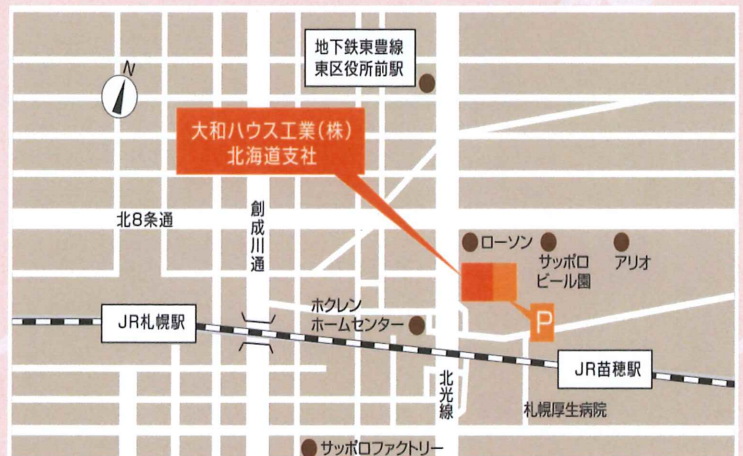 地下鉄東豊線
東区役所前駅
N
大和ハウス工業(株)
北海道支社
北8条通
創成川通
ローソン
サッポロ
ビール園
アリオ
ホクレン
ホームセンター
P
JR札幌駅
JR苗穂駅
北光線
札幌厚生病院
サッポロファクトリー